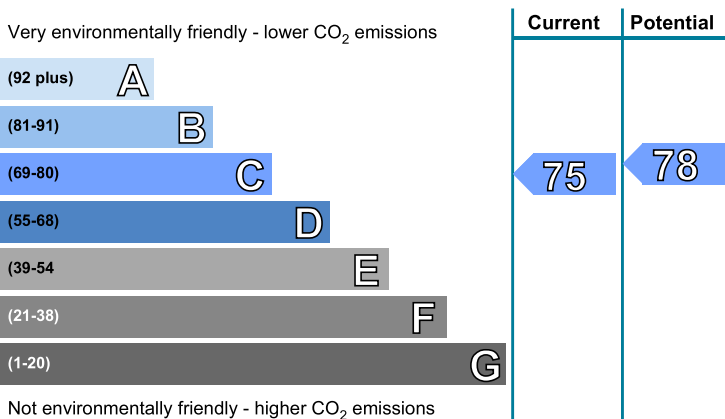 Current Potential
Very environmentally friendly - lower CO2 emissions
(92 plus) A
(81-91) B
(69-80) C 75 78
(55-68) D
(39-54 E
(21-38) F
(1-20) G
Not environmentally friendly - higher CO2 emissions